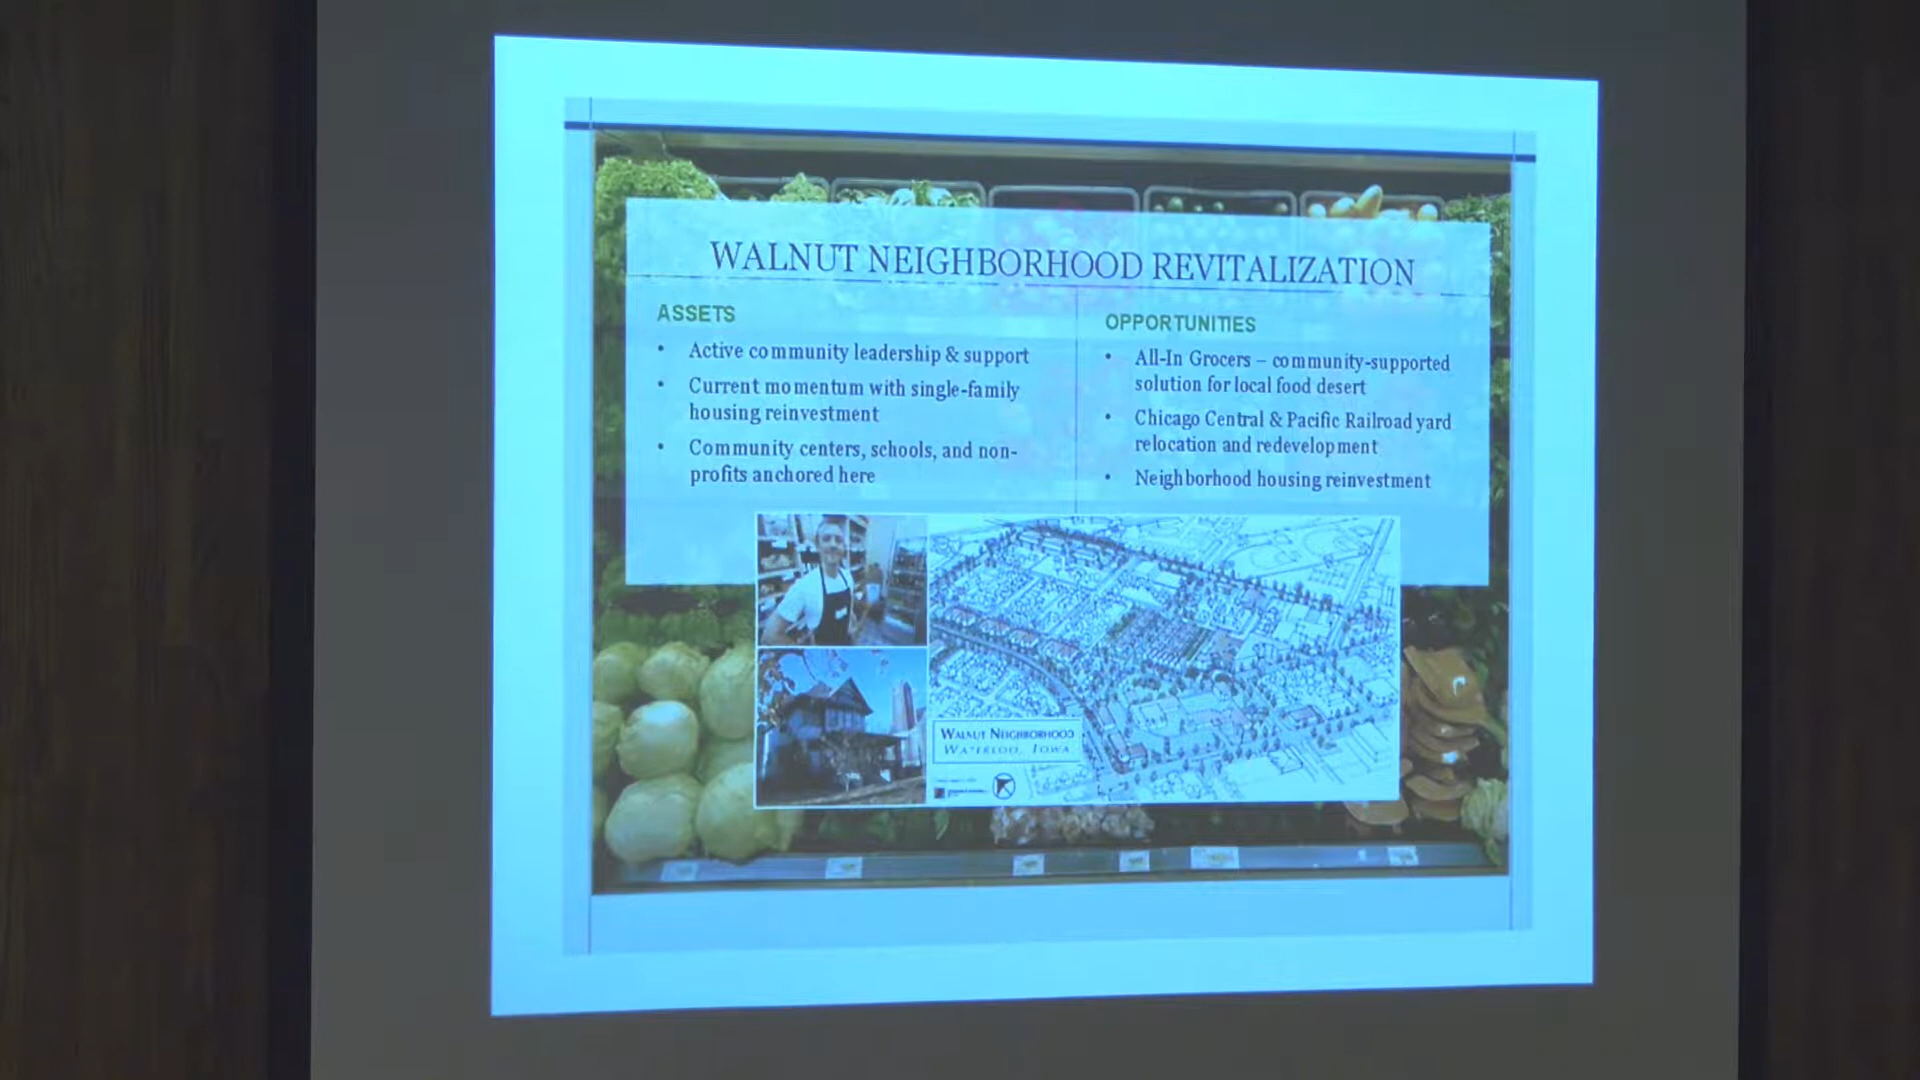 WALNUT NEIGHBORHOOD REVITALIZATION
ASSETS
• Active community leadership & support
• Current momentum with single-family
housing reinvestment
• Community centers, schools, and non-
profits anchored here
OPPORTUNITIES
• All-In Grocers – community-supported
solution for local food desert
• Chicago Central & Pacific Railroad yard
relocation and redevelopment
• Neighborhood housing reinvestment
WALNUT NEIGHBORHOOD
WATERLOO, IOWA